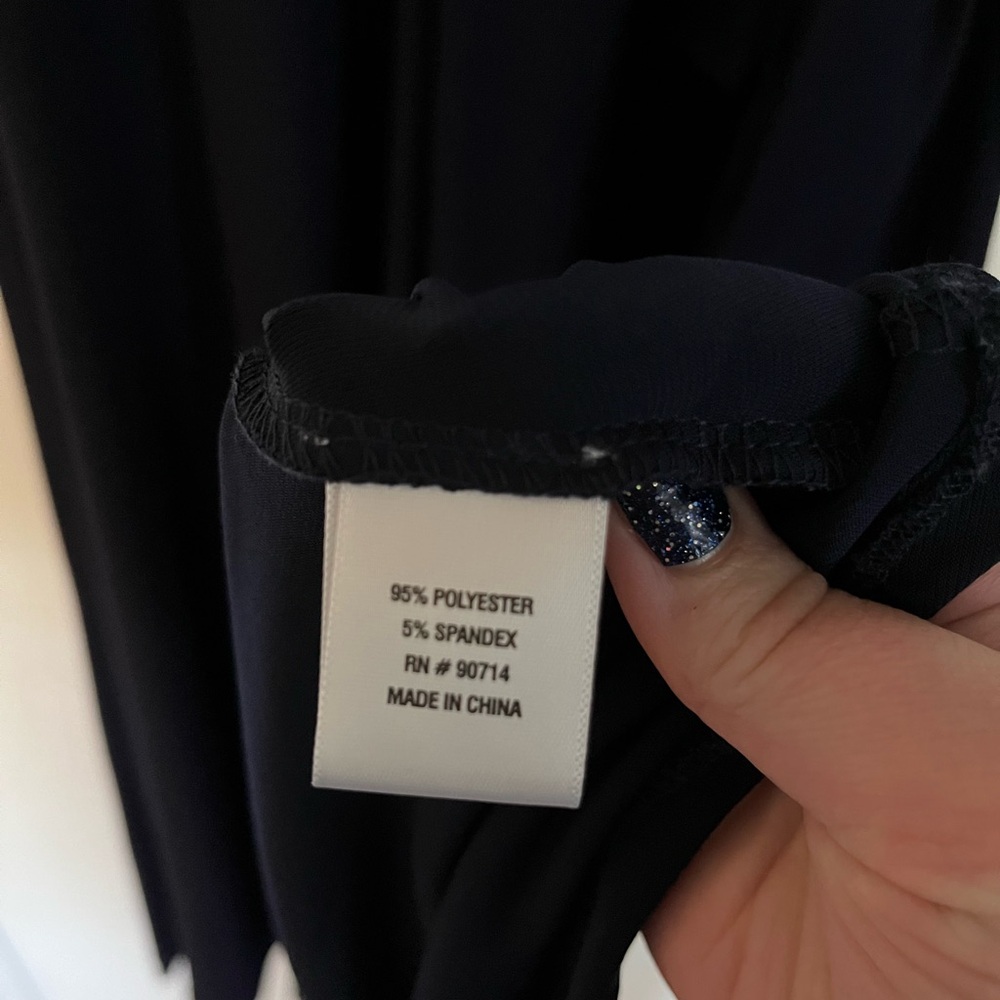 95% POLYESTER
5% SPANDEX
RN # 90714
MADE IN CHINA